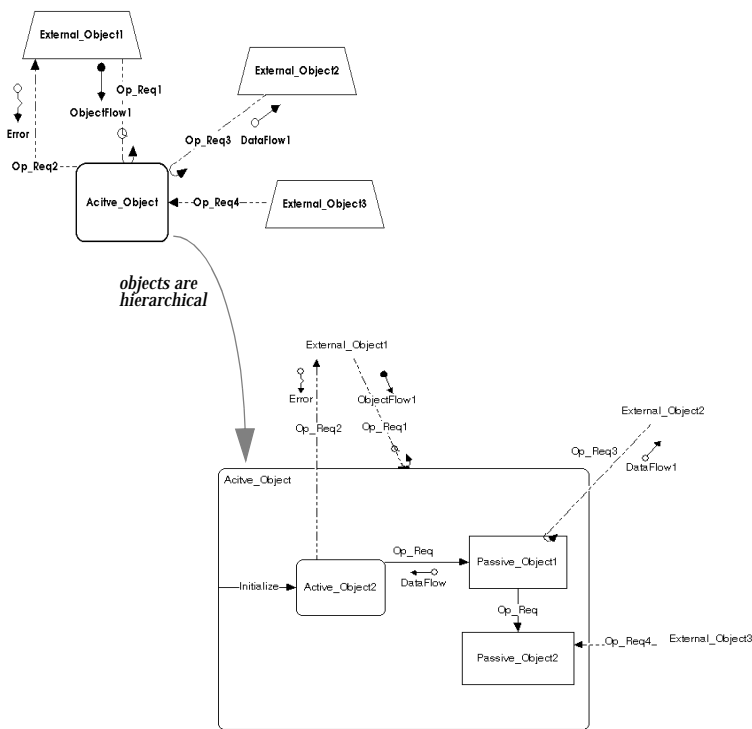 External_Object1
External_Object2
Op_Req1
ObjectFlow1
Error
Op_Req3
DataFlow1
Op_Req2
Acitve_Object
Op_Req4
External_Object3
objects are
hierarchical
External_Object1
Error
ObjectFlow1
External_Object2
Op_Req2
Op_Req1
Op_Req3
DataFlow1
Acitve_Object
Op_Req
Passive_Object1
Initialize
Active_Object2
DataFlow
Op_Req
Op_Req4_
External_Object3
Passive_Object2